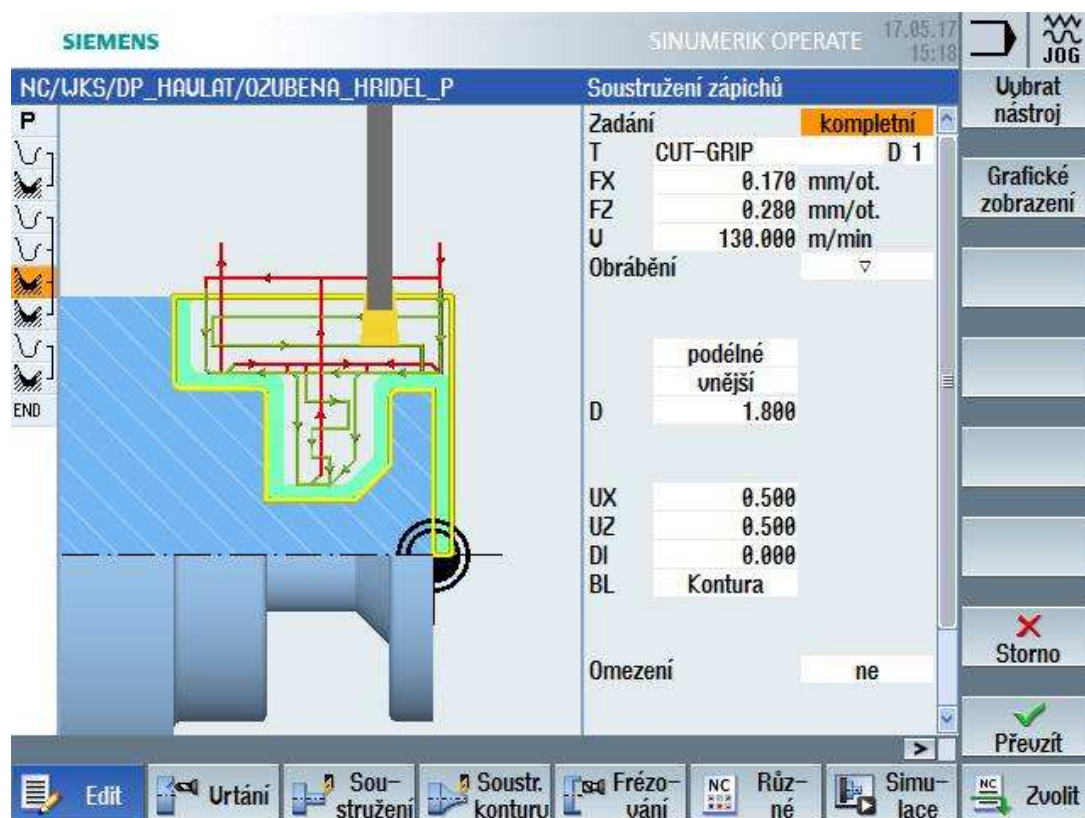 SIEMENS
SINUMERIK OPERATE
17.05.17
15:18
JOG
NC/WKS/DP_HAVLAT/OZUBENA_HRIDEL_P
Soustružení zápichů
P
END
Zadání kompletní
T CUT-GRIP D 1
FX 0.170 mm/ot.
FZ 0.280 mm/ot.
V 130.000 m/min
Obrábění ▽
podélné
vnější
D 1.800
UX 0.500
UZ 0.500
DI 0.000
BL Kontura
Omezení ne
Vybrat
nástroj
Grafické
zobrazení
Storno
Převzít
>
Edit
Vrtání
Sou-
stružení
Soustr.
konturu
Frézo-
vání
NC
Růz-
né
Simu-
lace
NC
Zvolit